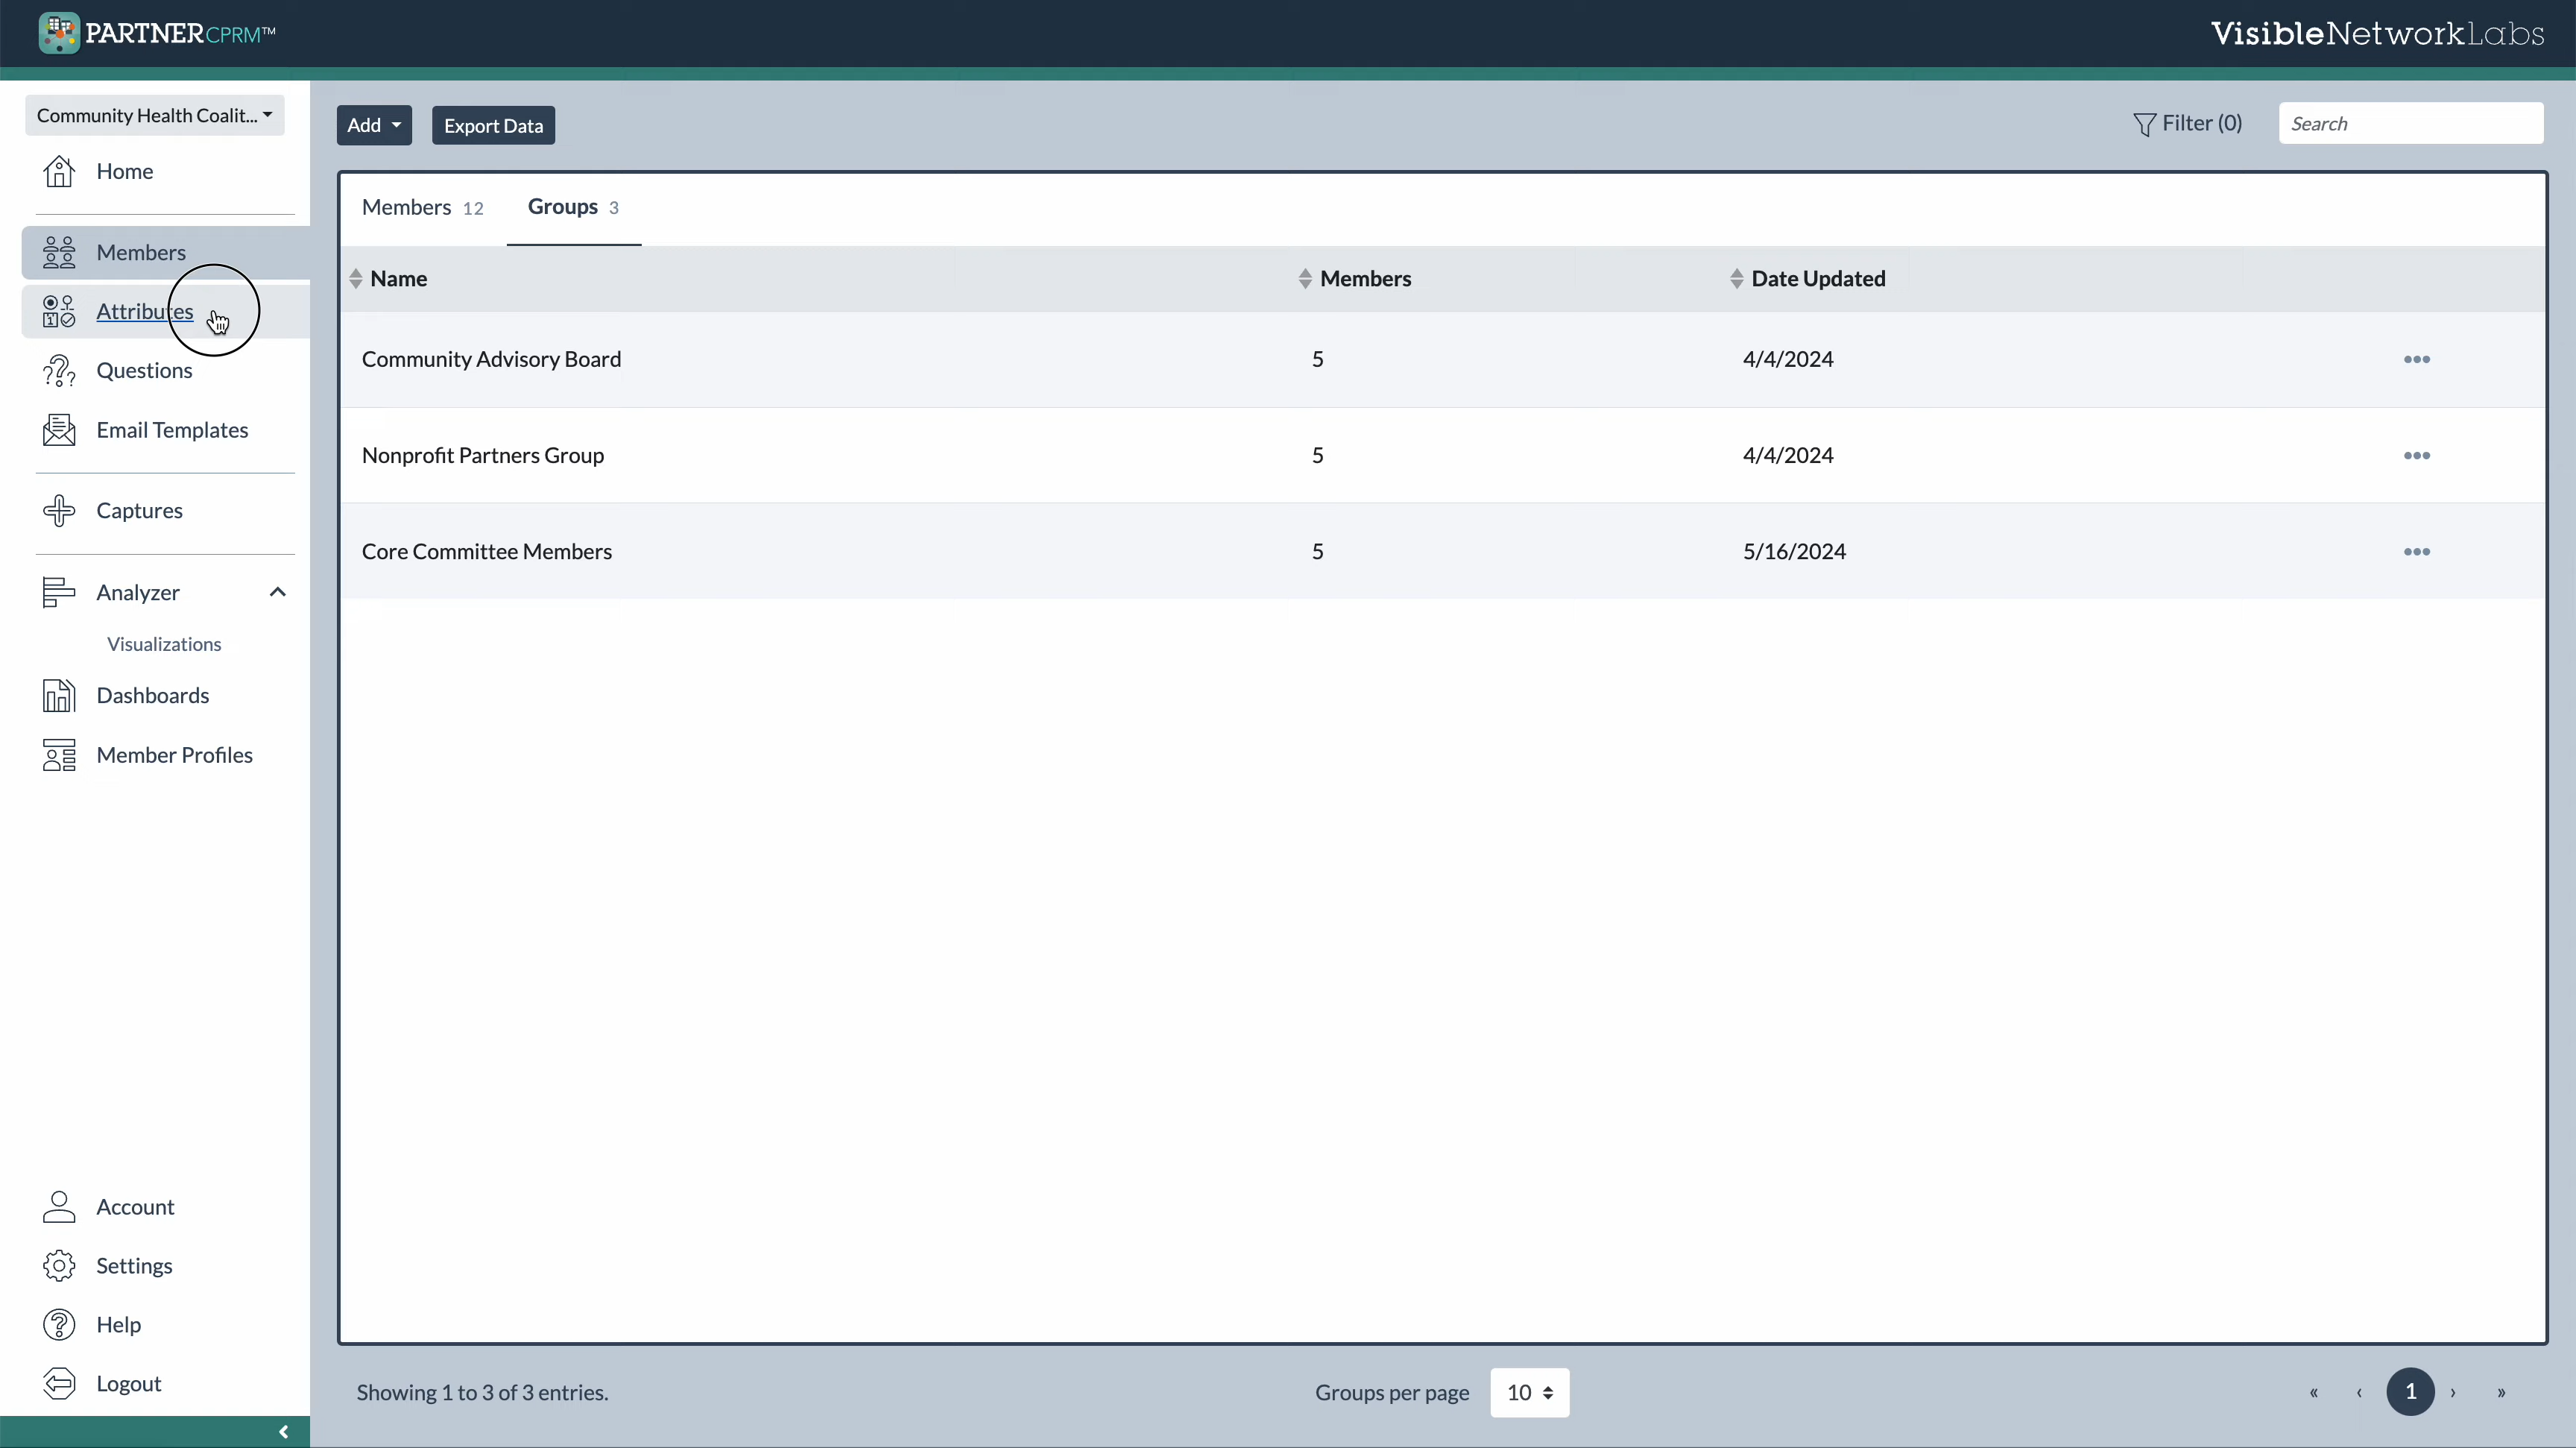 PARTNER CPRM™
VisibleNetworkLabs
Community Health Coalit...
Home
Members
Attributes
Questions
Email Templates
Captures
Analyzer
Visualizations
Dashboards
Member Profiles
Account
Settings
Help
Logout
Add
Export Data
Filter (0)
Search
Members 12
Groups 3
Name Members Date Updated
Community Advisory Board 5 4/4/2024
Nonprofit Partners Group 5 4/4/2024
Core Committee Members 5 5/16/2024
Showing 1 to 3 of 3 entries.
Groups per page 10
« ‹ 1 › »